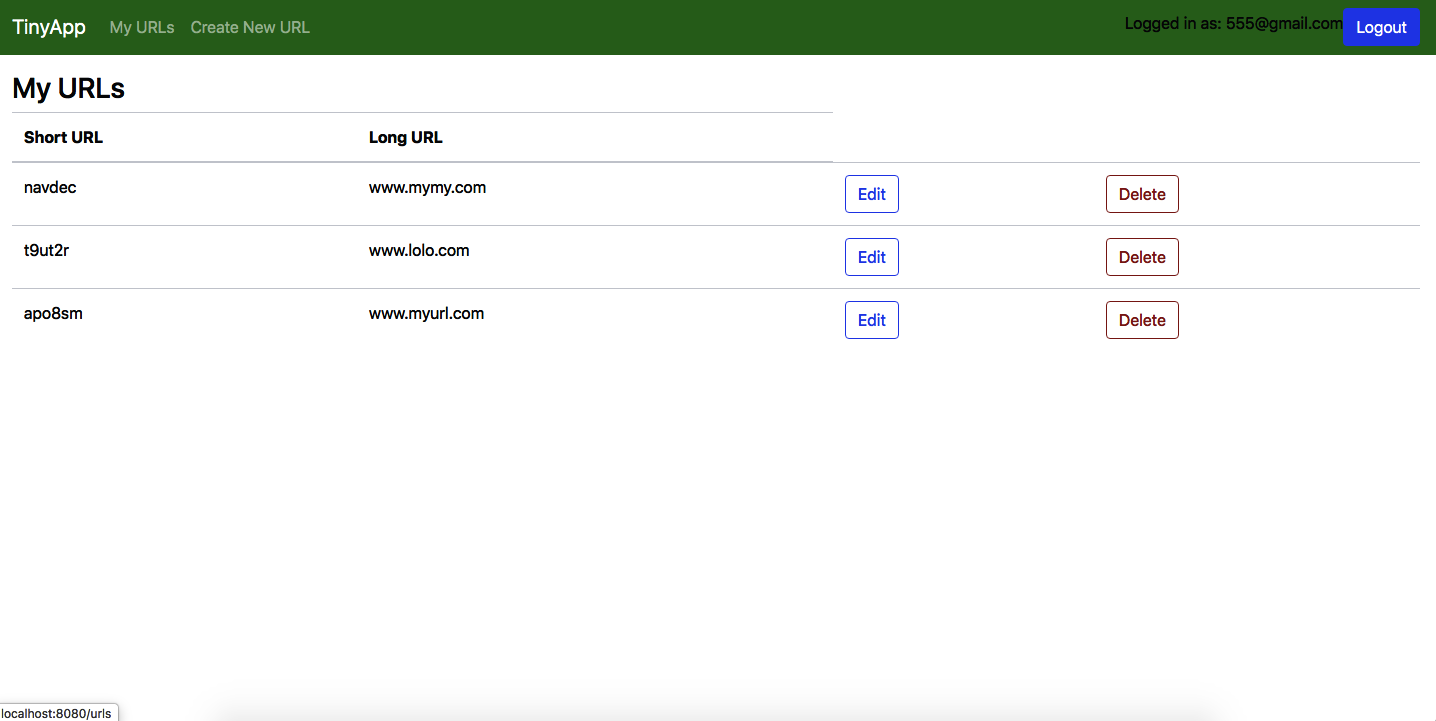 TinyApp My URLs Create New URL Logged in as: 555@gmail.com Logout
My URLs
Short URL Long URL
navdec www.mymy.com Edit Delete
t9ut2r www.lolo.com Edit Delete
apo8sm www.myurl.com Edit Delete
localhost:8080/urls